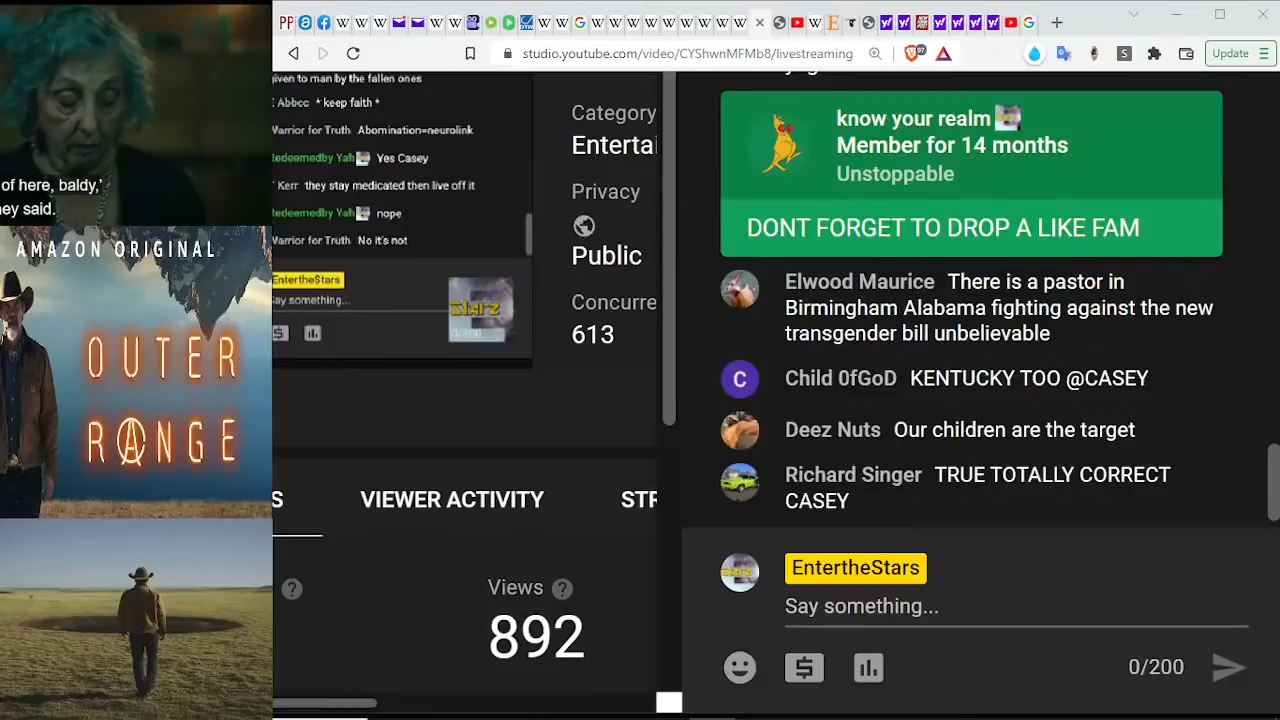 of here, baldy,'
ey said.
AMAZON ORIGINAL
OUTER
RANGE
studio.youtube.com/video/CYShwnMFMb8/livestreaming
Update
given to man by the fallen ones
Abbcc * keep faith *
Warrior for Truth Abomination=neurolink
Redeemedby Yah Yes Casey
Kerr they stay medicated then live off it
Redeemedby Yah nope
Warrior for Truth No it's not
EntertheStars
Say something...
0/200
Category
Enterta
Privacy
Public
Concurre
613
S VIEWER ACTIVITY STR
Views
892
know your realm
Member for 14 months
Unstoppable
DONT FORGET TO DROP A LIKE FAM
Elwood Maurice There is a pastor in
Birmingham Alabama fighting against the new
transgender bill unbelievable
Child 0fGoD KENTUCKY TOO @CASEY
Deez Nuts Our children are the target
Richard Singer TRUE TOTALLY CORRECT
CASEY
EntertheStars
Say something...
0/200